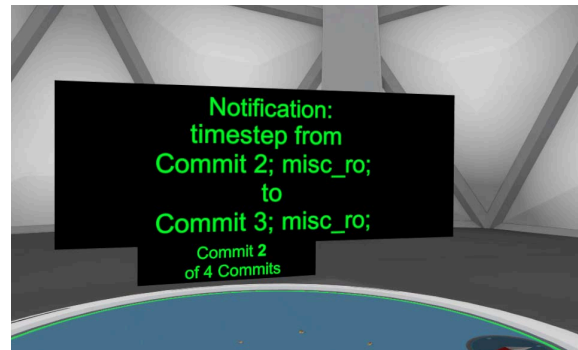 Notification:
timestep from
Commit 2; misc_ro;
to
Commit 3; misc_ro;
Commit 2
of 4 Commits